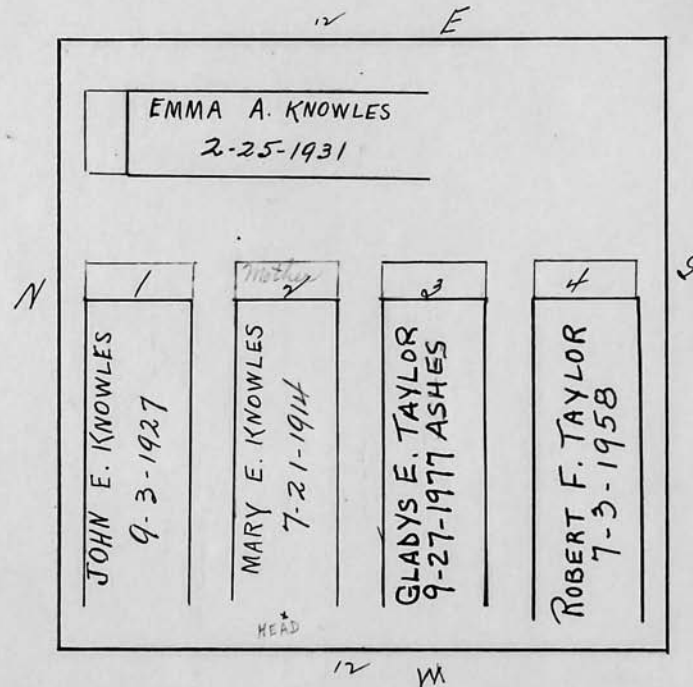 12 E
EMMA A. KNOWLES
2-25-1931
N
S
1
Mother
2
3
4
JOHN E. KNOWLES
9-3-1927
MARY E. KNOWLES
7-21-1914
GLADYS E. TAYLOR
9-27-1977 ASHES
ROBERT F. TAYLOR
7-3-1958
HEAD
12 W